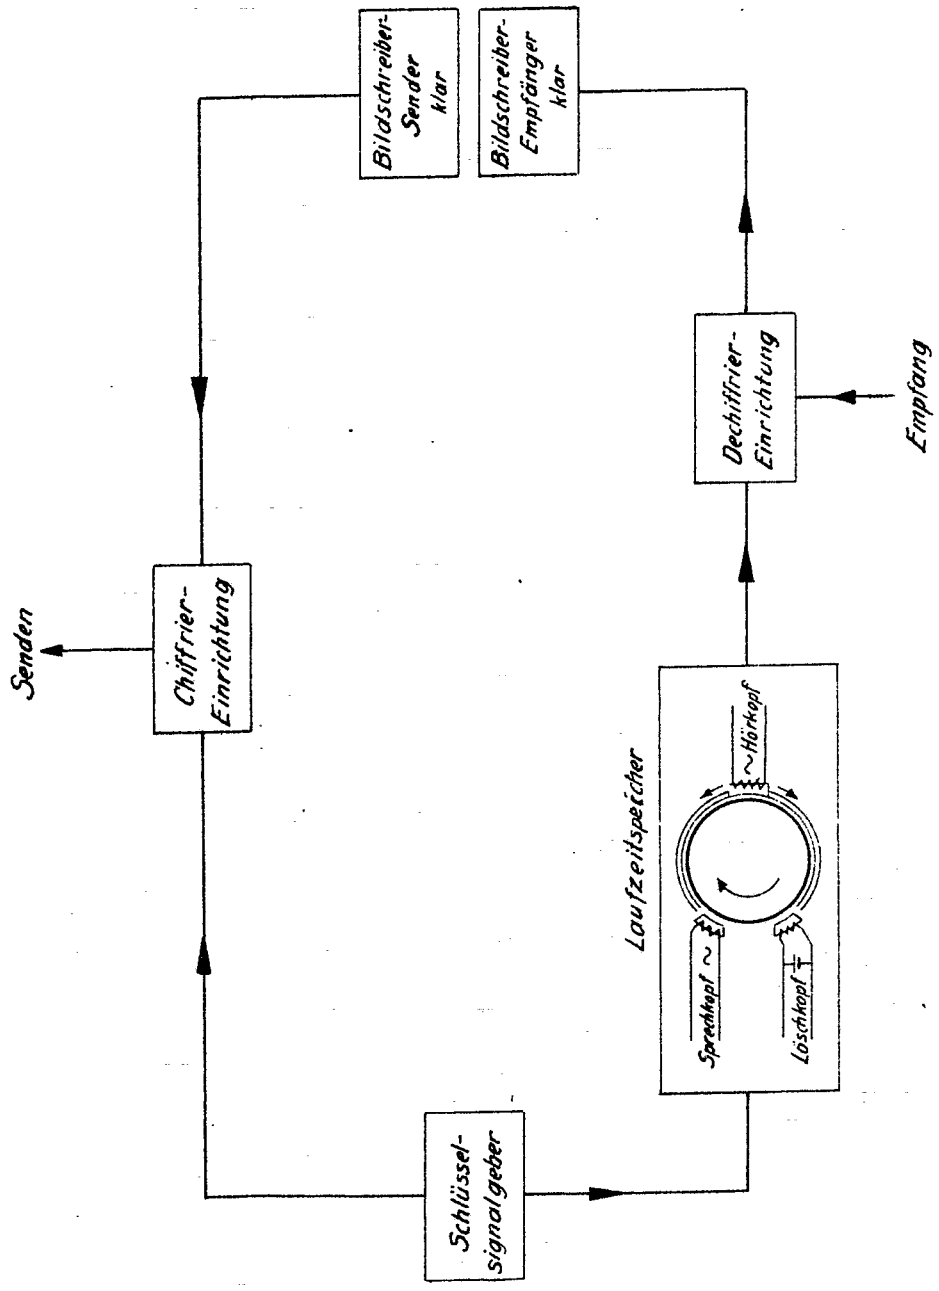 Senden
Chiffrier-
Einrichtung
Bildschreiber-
Sender
klar
Bildschreiber-
Empfänger
klar
Schlüssel-
signalgeber
Laufzeitspeicher
Sprechkopf ~
Löschkopf
~ Hörkopf
Dechiffrier-
Einrichtung
Empfang